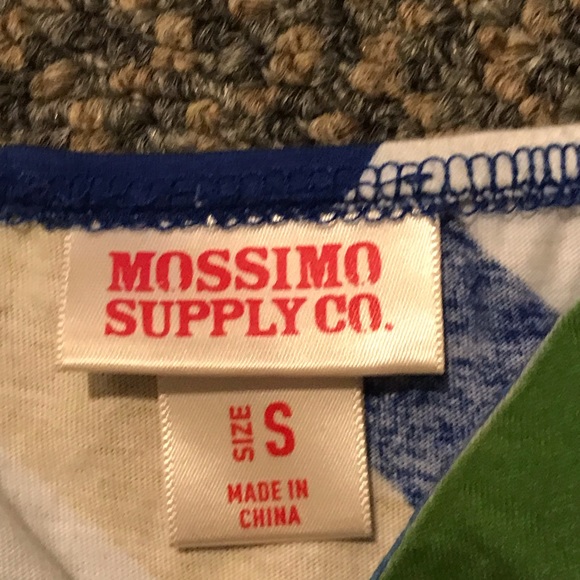 MOSSIMO
SUPPLY CO.
SIZE S
MADE IN
CHINA